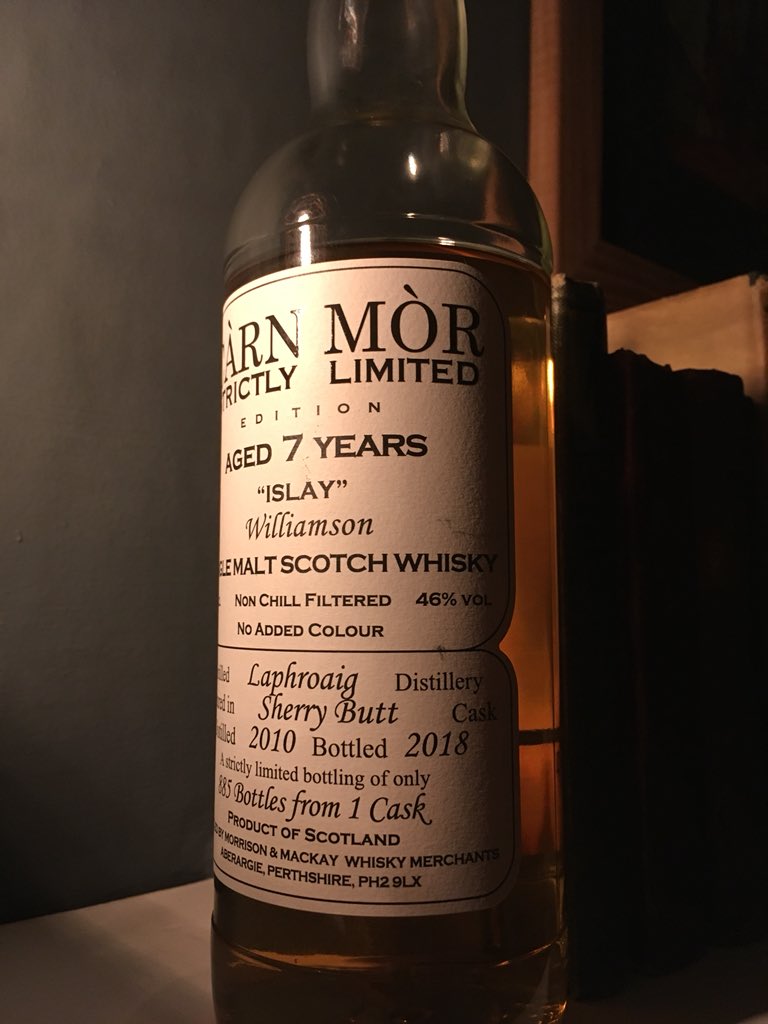 ÀRN MÒR
TRICTLY LIMITED
EDITION
AGED 7 YEARS
“ISLAY”
Williamson
LE MALT SCOTCH WHISKY
NON CHILL FILTERED 46% VOL
NO ADDED COLOUR
Laphroaig Distillery
Sherry Butt Cask
2010 Bottled 2018
A strictly limited bottling of only
885 Bottles from 1 Cask
PRODUCT OF SCOTLAND
BY MORRISON & MACKAY WHISKY MERCHANTS
ABERARGIE, PERTHSHIRE, PH2 9LX